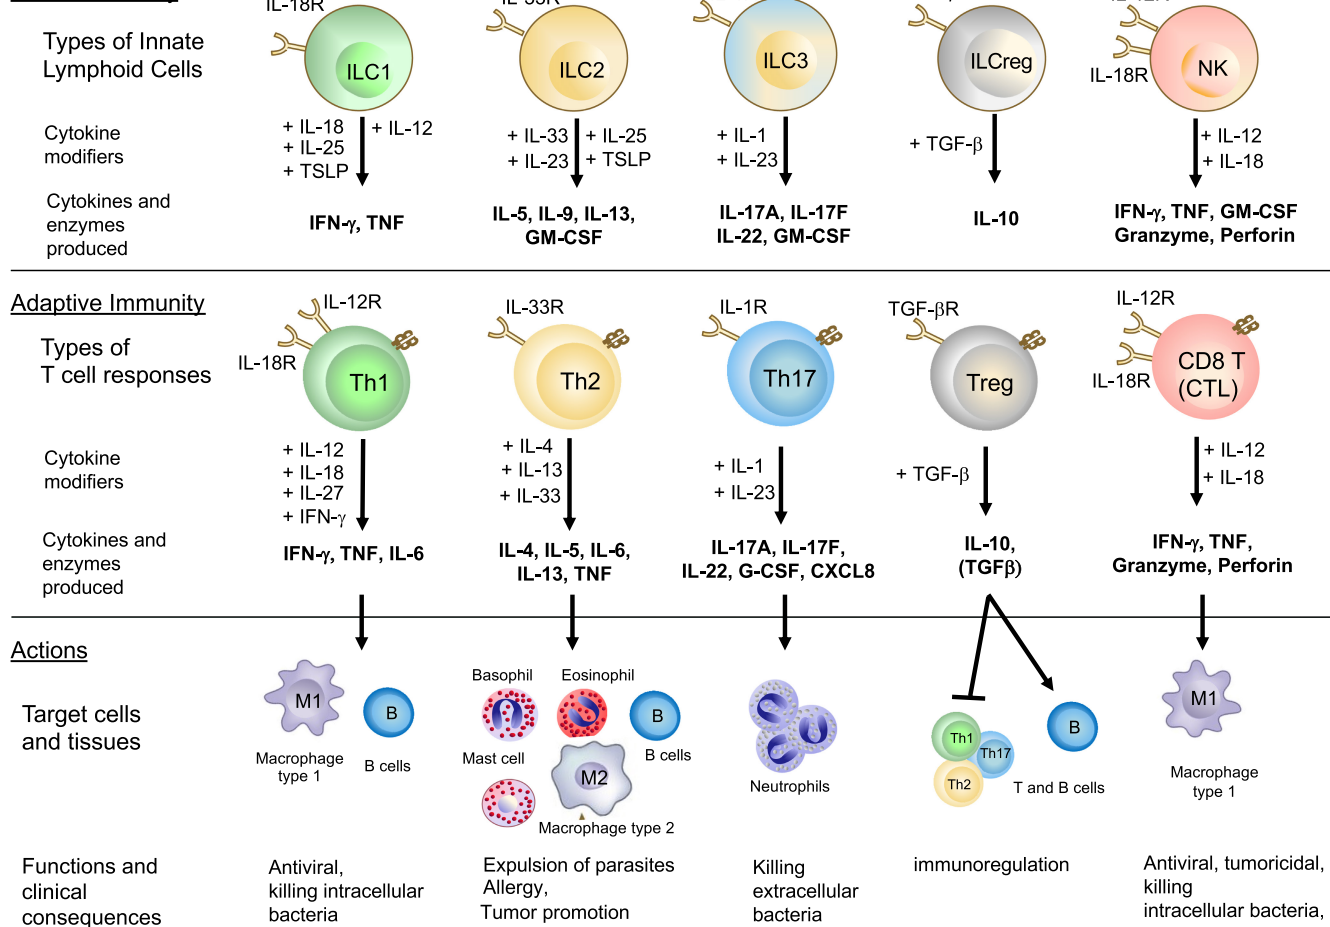 IL-18R
Types of Innate
Lymphoid Cells
ILC1
ILC2
ILC3
ILCreg
NK
IL-18R
Cytokine
modifiers
+ IL-18
+ IL-25
+ TSLP
+ IL-12
+ IL-33
+ IL-23
+ IL-25
+ TSLP
+ IL-1
+ IL-23
+ TGF-β
+ IL-12
+ IL-18
Cytokines and
enzymes
produced
IFN-γ, TNF
IL-5, IL-9, IL-13,
GM-CSF
IL-17A, IL-17F
IL-22, GM-CSF
IL-10
IFN-γ, TNF, GM-CSF
Granzyme, Perforin
Adaptive Immunity
IL-12R
IL-33R
IL-1R
TGF-βR
IL-12R
Types of
T cell responses
IL-18R
Th1
Th2
Th17
Treg
CD8 T
(CTL)
IL-18R
Cytokine
modifiers
+ IL-12
+ IL-18
+ IL-27
+ IFN-γ
+ IL-4
+ IL-13
+ IL-33
+ IL-1
+ IL-23
+ TGF-β
+ IL-12
+ IL-18
Cytokines and
enzymes
produced
IFN-γ, TNF, IL-6
IL-4, IL-5, IL-6,
IL-13, TNF
IL-17A, IL-17F,
IL-22, G-CSF, CXCL8
IL-10,
(TGFβ)
IFN-γ, TNF,
Granzyme, Perforin
Actions
Target cells
and tissues
M1
Macrophage
type 1
B
B cells
Basophil
Eosinophil
B
B cells
Mast cell
M2
Macrophage type 2
Neutrophils
Th1
Th17
Th2
B
T and B cells
M1
Macrophage
type 1
Functions and
clinical
consequences
Antiviral,
killing intracellular
bacteria
Expulsion of parasites
Allergy,
Tumor promotion
Killing
extracellular
bacteria
immunoregulation
Antiviral, tumoricidal,
killing
intracellular bacteria,